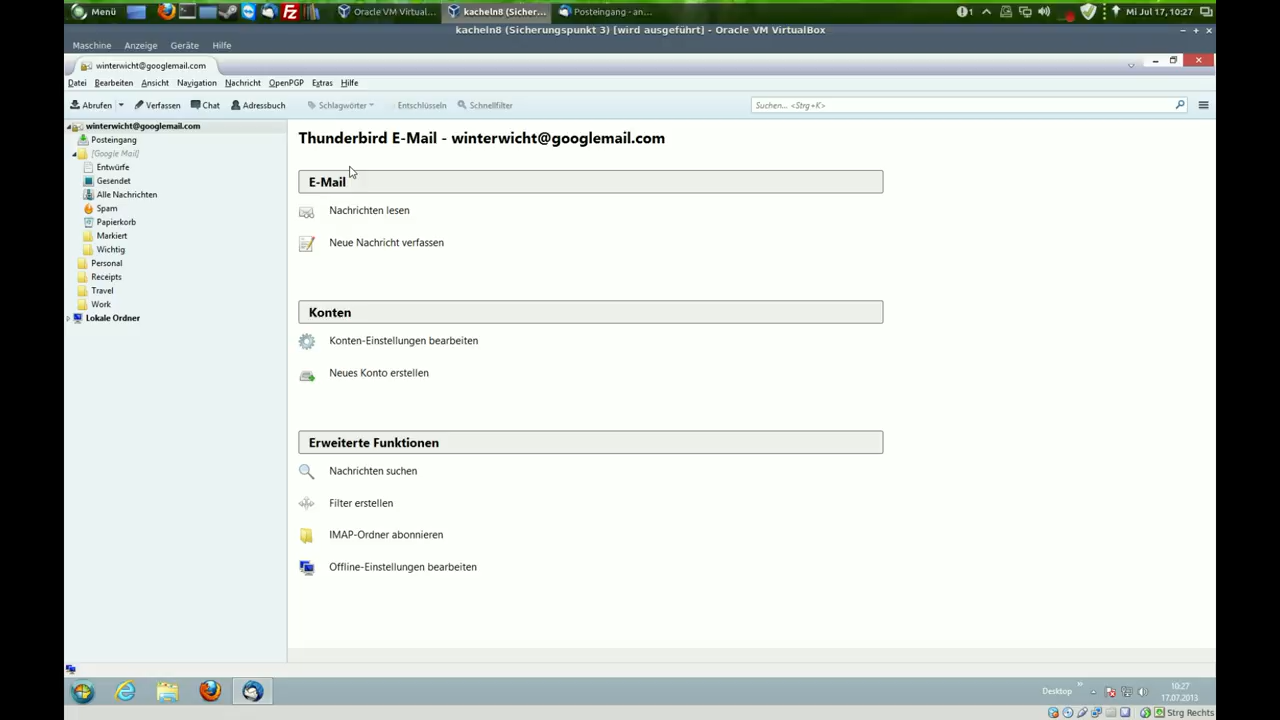 Menü
Oracle VM Virtual...
kacheln8 (Sicher...
Posteingang - an...
1
Mi Jul 17, 10:27
kacheln8 (Sicherungspunkt 3) [wird ausgeführt] - Oracle VM VirtualBox
Maschine Anzeige Geräte Hilfe
winterwicht@googlemail.com
Datei Bearbeiten Ansicht Navigation Nachricht OpenPGP Extras Hilfe
Abrufen Verfassen Chat Adressbuch Schlagwörter Entschlüsseln Schnellfilter Suchen... <Strg+K>
winterwicht@googlemail.com
Posteingang
[Google Mail]
Entwürfe
Gesendet
Alle Nachrichten
Spam
Papierkorb
Markiert
Wichtig
Personal
Receipts
Travel
Work
Lokale Ordner
Thunderbird E-Mail - winterwicht@googlemail.com
E-Mail
Nachrichten lesen
Neue Nachricht verfassen
Konten
Konten-Einstellungen bearbeiten
Neues Konto erstellen
Erweiterte Funktionen
Nachrichten suchen
Filter erstellen
IMAP-Ordner abonnieren
Offline-Einstellungen bearbeiten
Desktop
10:27
17.07.2013
Strg Rechts